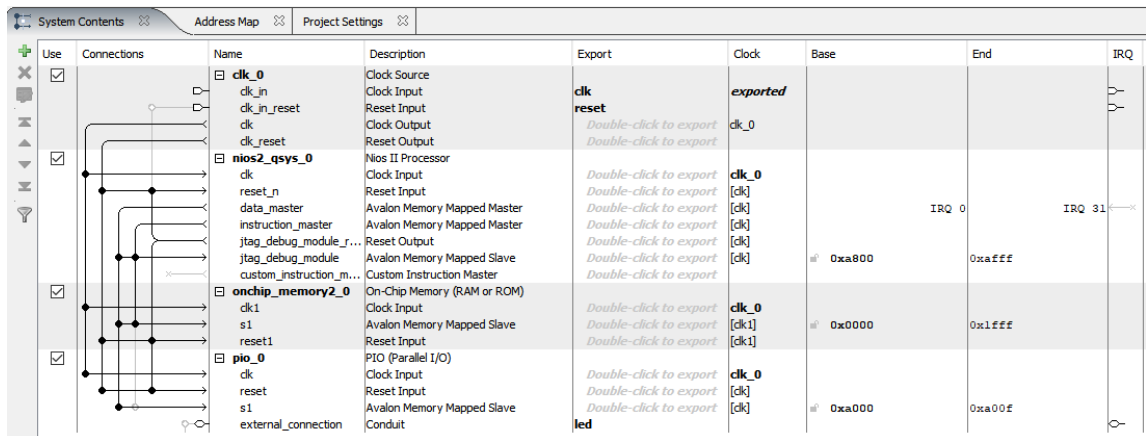 System Contents Address Map Project Settings
Use Connections Name Description Export Clock Base End IRQ
clk_0 Clock Source
clk_in Clock Input clk exported
clk_in_reset Reset Input reset
clk Clock Output Double-click to export clk_0
clk_reset Reset Output Double-click to export
nios2_qsys_0 Nios II Processor
clk Clock Input Double-click to export clk_0
reset_n Reset Input Double-click to export [clk]
data_master Avalon Memory Mapped Master Double-click to export [clk] IRQ 0 IRQ 31
instruction_master Avalon Memory Mapped Master Double-click to export [clk]
jtag_debug_module_r... Reset Output Double-click to export [clk]
jtag_debug_module Avalon Memory Mapped Slave Double-click to export [clk] 0xa800 0xafff
custom_instruction_m... Custom Instruction Master Double-click to export
onchip_memory2_0 On-Chip Memory (RAM or ROM)
clk1 Clock Input Double-click to export clk_0
s1 Avalon Memory Mapped Slave Double-click to export [clk1] 0x0000 0x1fff
reset1 Reset Input Double-click to export [clk1]
pio_0 PIO (Parallel I/O)
clk Clock Input Double-click to export clk_0
reset Reset Input Double-click to export [clk]
s1 Avalon Memory Mapped Slave Double-click to export [clk] 0xa000 0xa00f
external_connection Conduit led